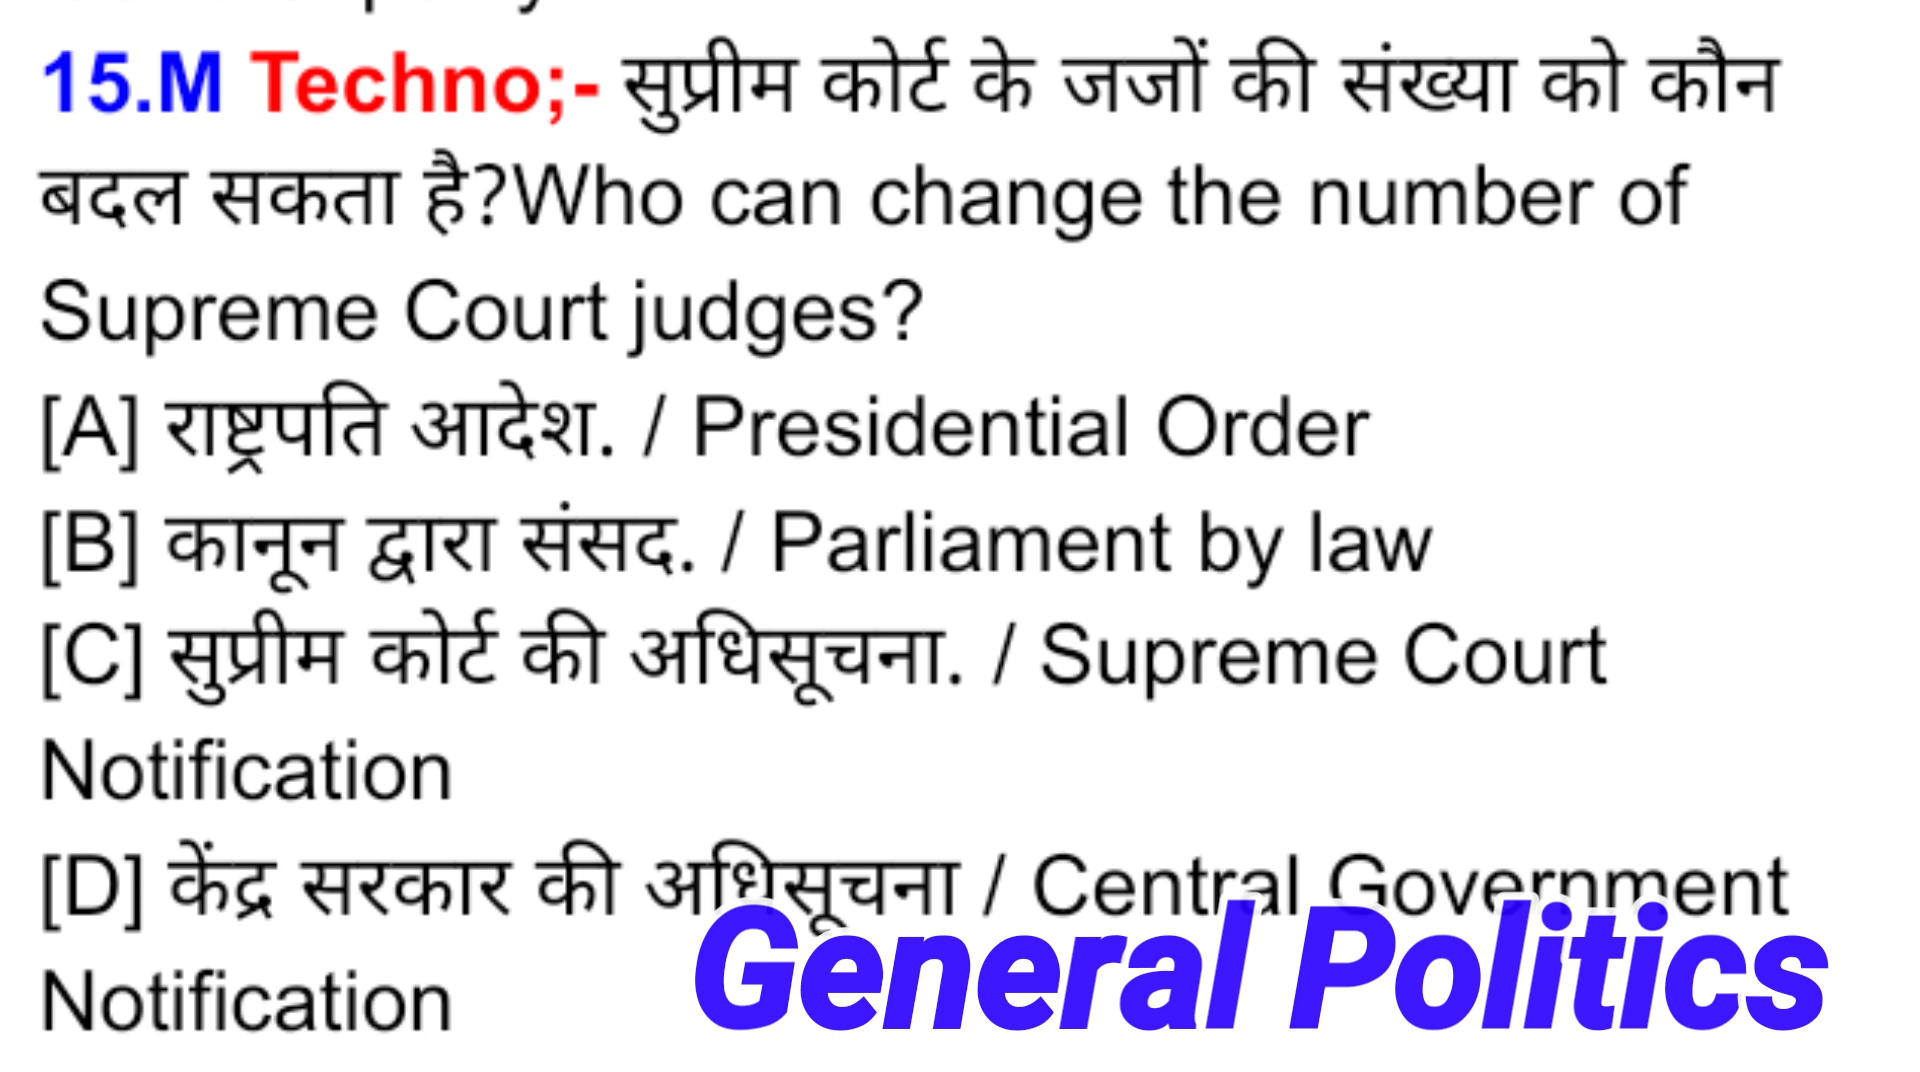 15.M Techno;- सुप्रीम कोर्ट के जजों की संख्या को कौन
बदल सकता है?Who can change the number of
Supreme Court judges?
[A] राष्ट्रपति आदेश. / Presidential Order
[B] कानून द्वारा संसद. / Parliament by law
[C] सुप्रीम कोर्ट की अधिसूचना. / Supreme Court
Notification
[D] केंद्र सरकार की अधिसूचना / Central Government
Notification
General Politics